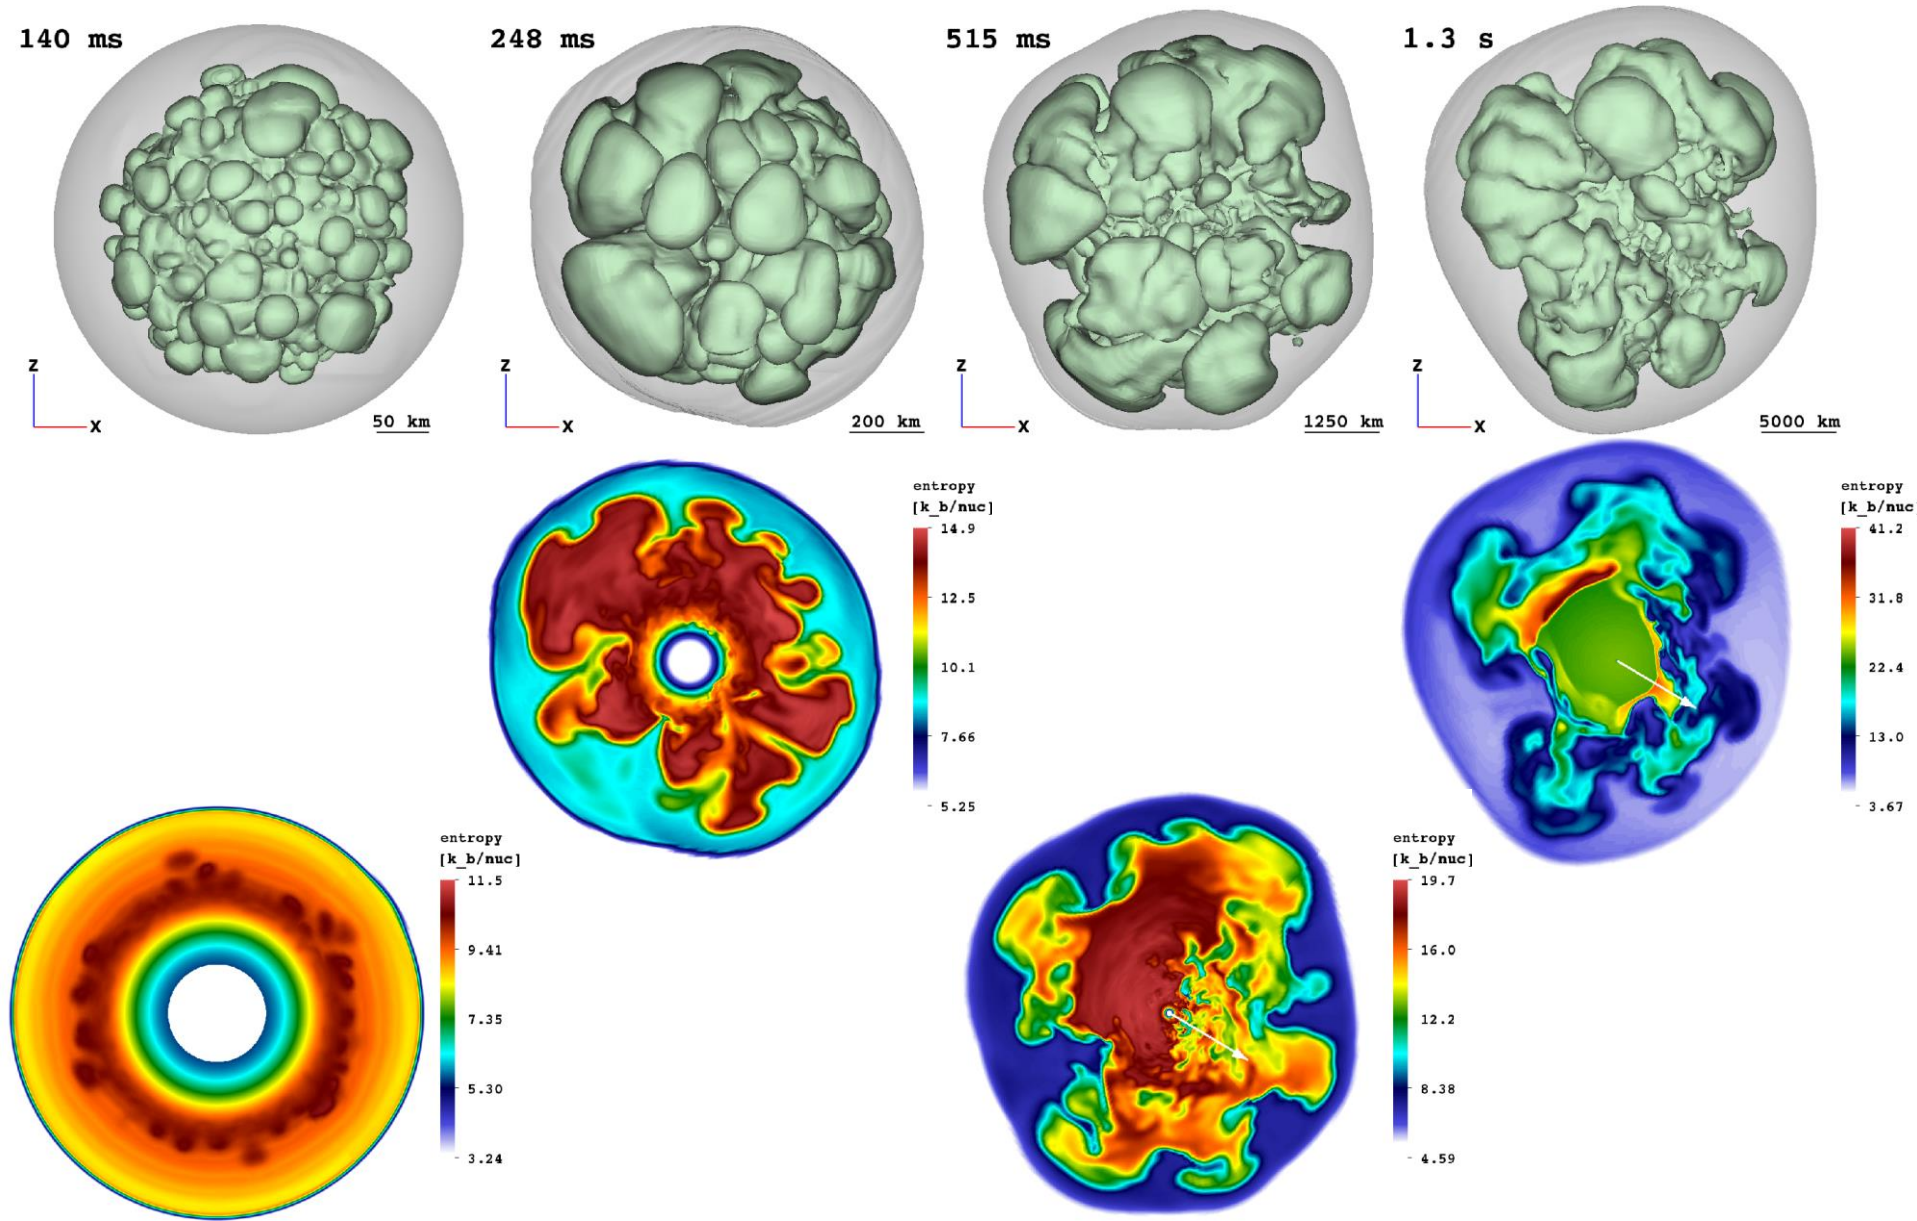 140 ms
248 ms
515 ms
1.3 s
z
x
50 km
z
x
200 km
z
x
1250 km
z
x
5000 km
entropy
[k_b/nuc]
14.9
12.5
10.1
7.66
5.25
entropy
[k_b/nuc
41.2
31.8
22.4
13.0
3.67
entropy
[k_b/nuc]
11.5
9.41
7.35
5.30
3.24
entropy
[k_b/nuc]
19.7
16.0
12.2
8.38
4.59